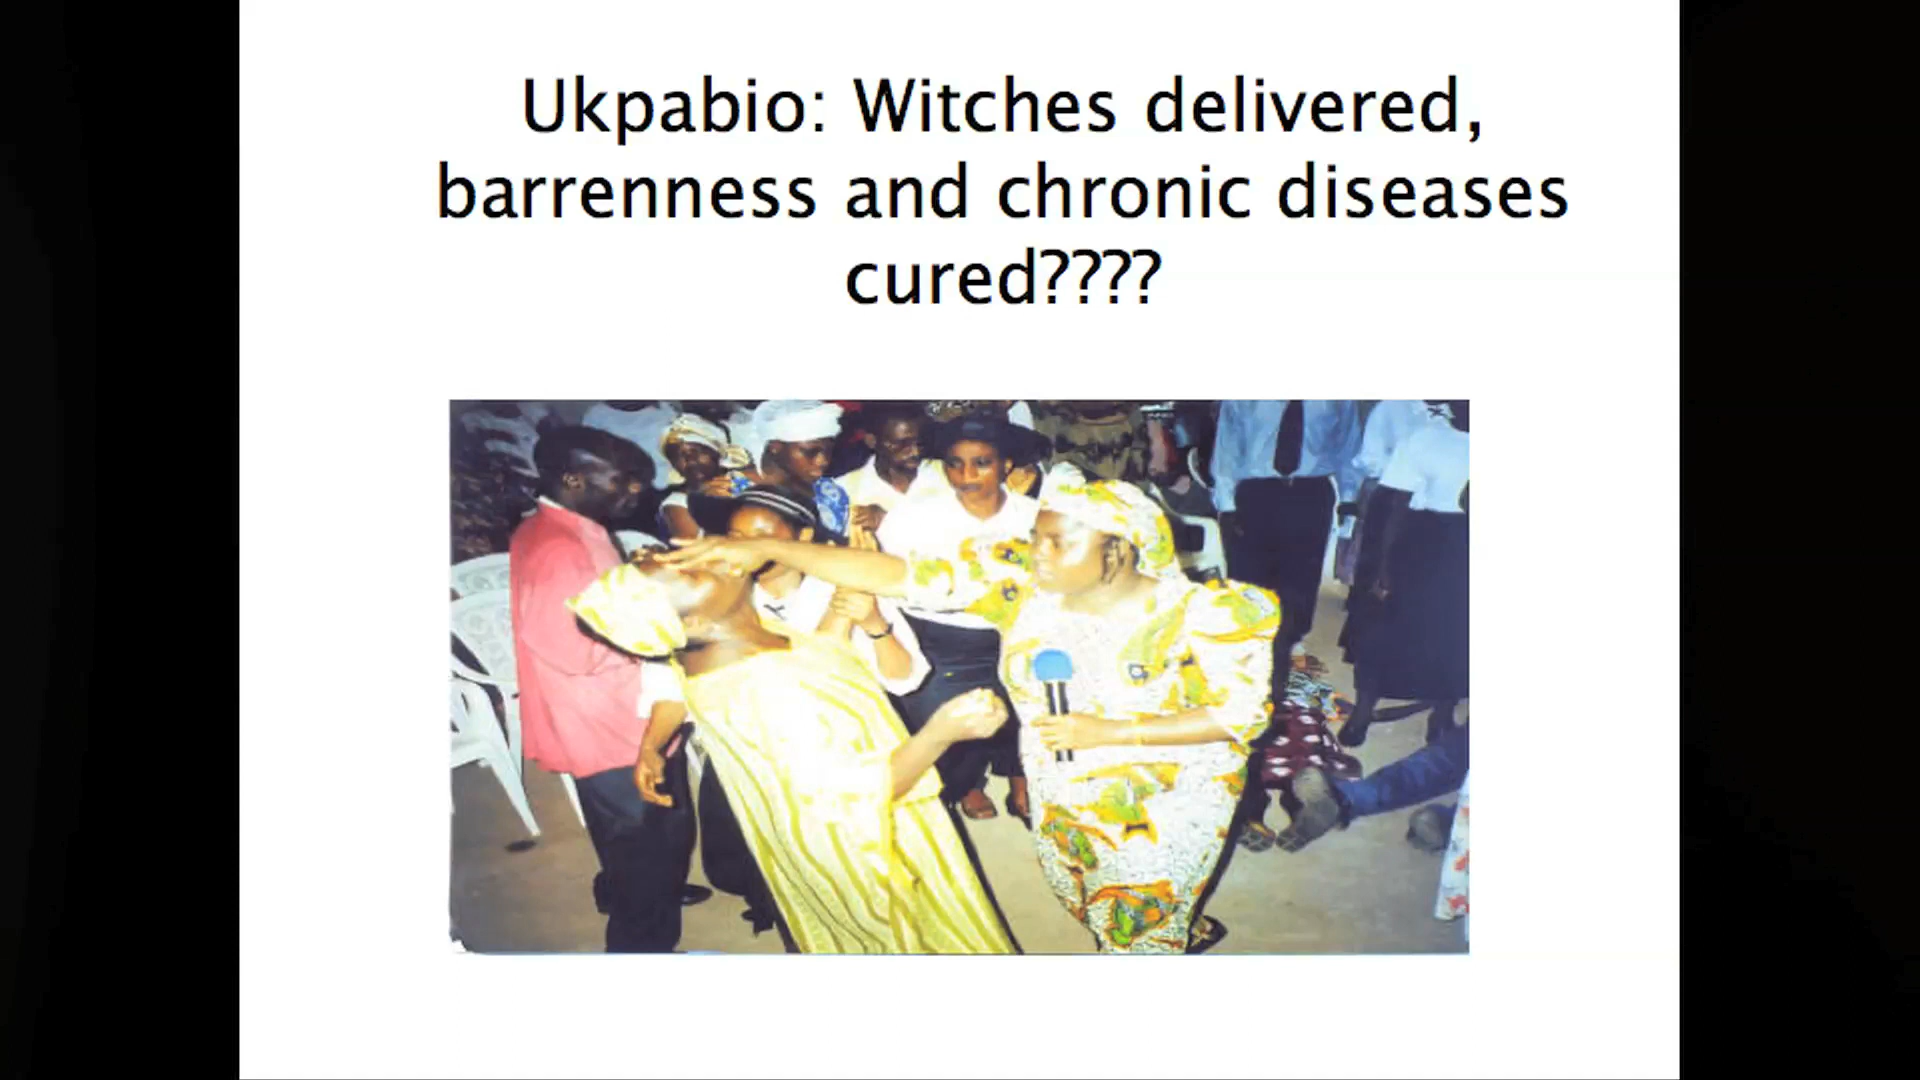 Ukpabio: Witches delivered,
barrenness and chronic diseases
cured????